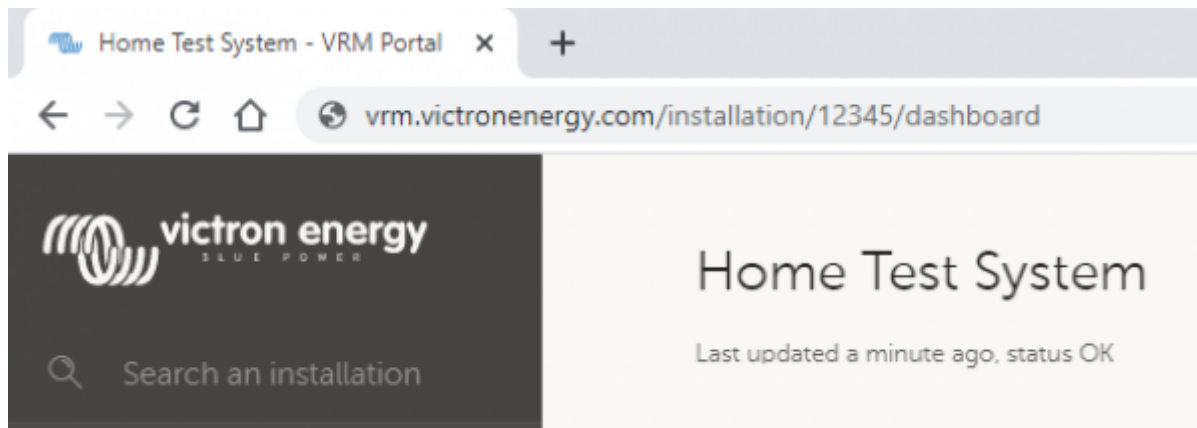 Home Test System - VRM Portal
vrm.victronenergy.com/installation/12345/dashboard
victron energy
BLUE POWER
Search an installation
Home Test System
Last updated a minute ago, status OK